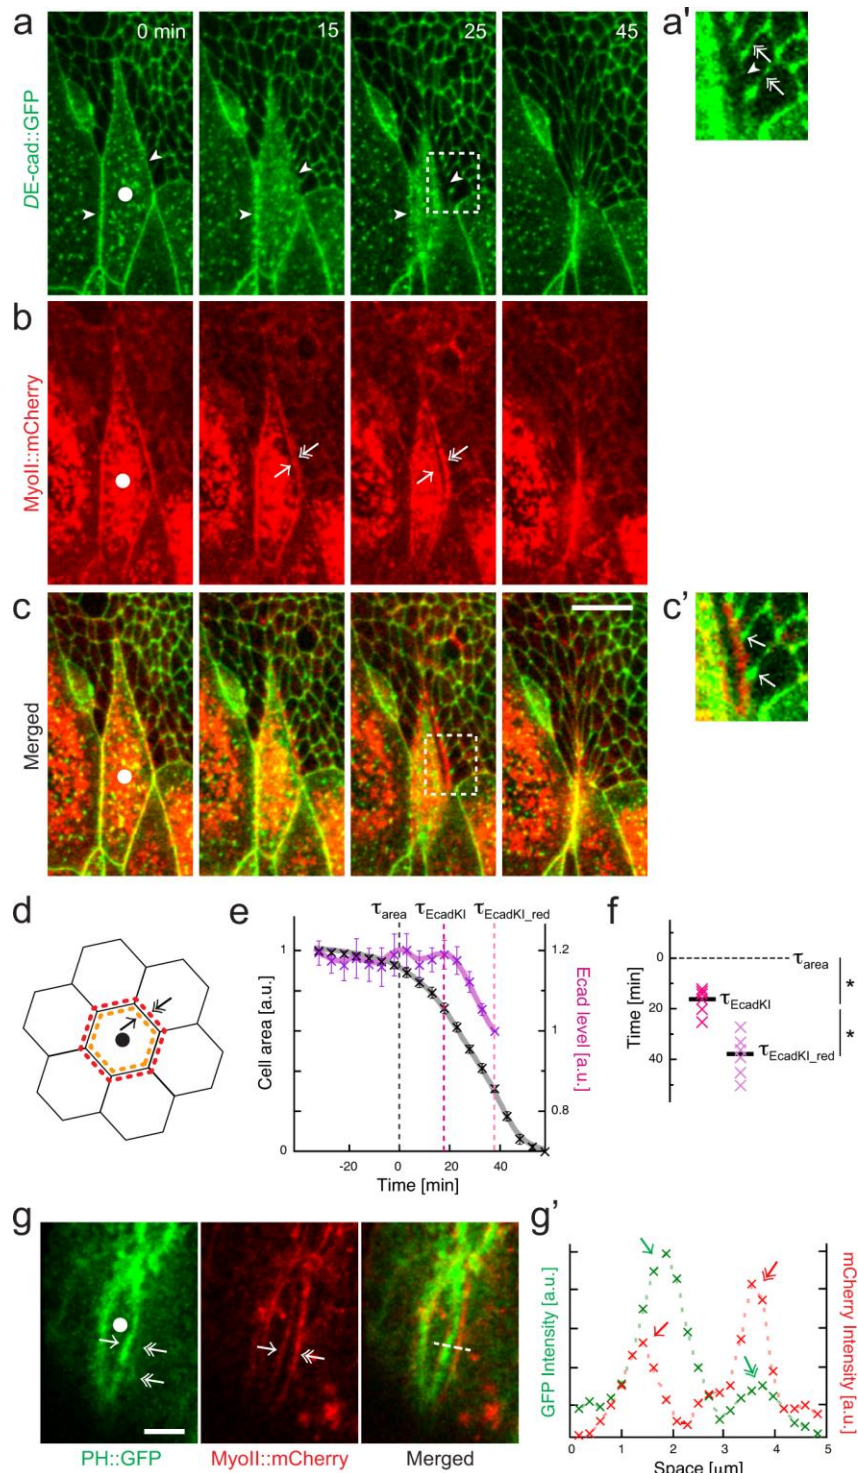 a
0 min
15
25
45
a'
DE-cad::GFP
b
MyoII::mCherry
c
c'
Merged
d
e
τarea
τEcadKI
τEcadKI_red
1
0
Cell area [a.u.]
1.2
1
0.8
Ecad level [a.u.]
-20
0
20
40
Time [min]
f
0
20
40
Time [min]
τarea
τEcadKI
τEcadKI_red
*
*
g
PH::GFP
MyoII::mCherry
Merged
g'
GFP Intensity [a.u.]
mCherry Intensity [a.u.]
0
1
2
3
4
5
Space [μm]